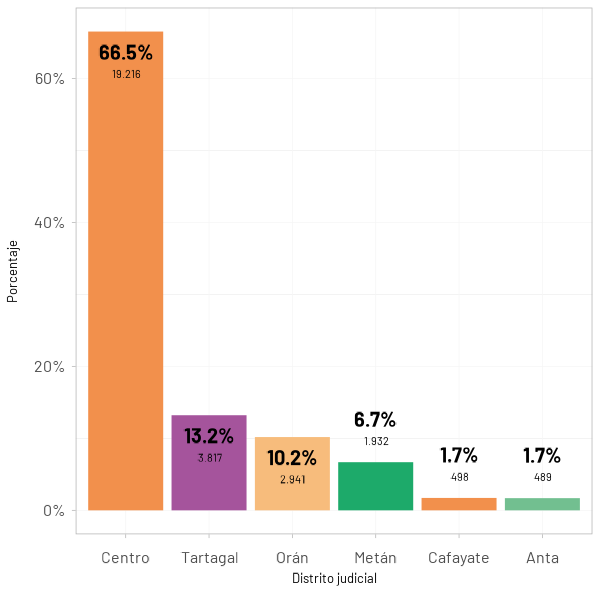 66.5%
19.216
60%
40%
Porcentaje
20%
6.7%
13.2%
1.932
1.7%
1.7%
10.2%
3.817
498
489
2.941
0%
Centro
Tartagal
Orán
Metán
Cafayate
Anta
Distrito judicial